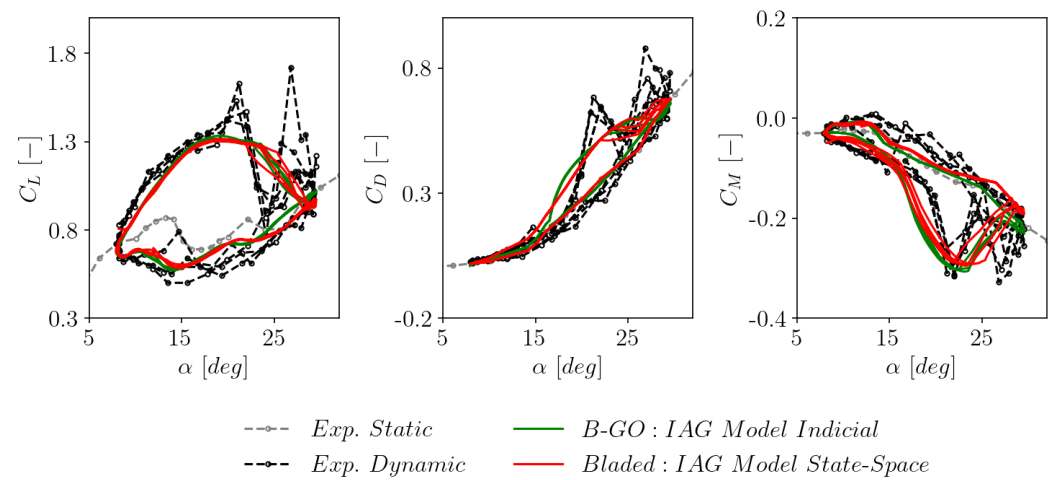 1.8
1.3
0.8
0.3
C_L [−]
5
15
25
α [deg]
0.8
0.3
-0.2
C_D [−]
5
15
25
α [deg]
0.2
0.0
-0.2
-0.4
C_M [−]
5
15
25
α [deg]
Exp. Static
Exp. Dynamic
B-GO : IAG Model Indicial
Bladed : IAG Model State-Space